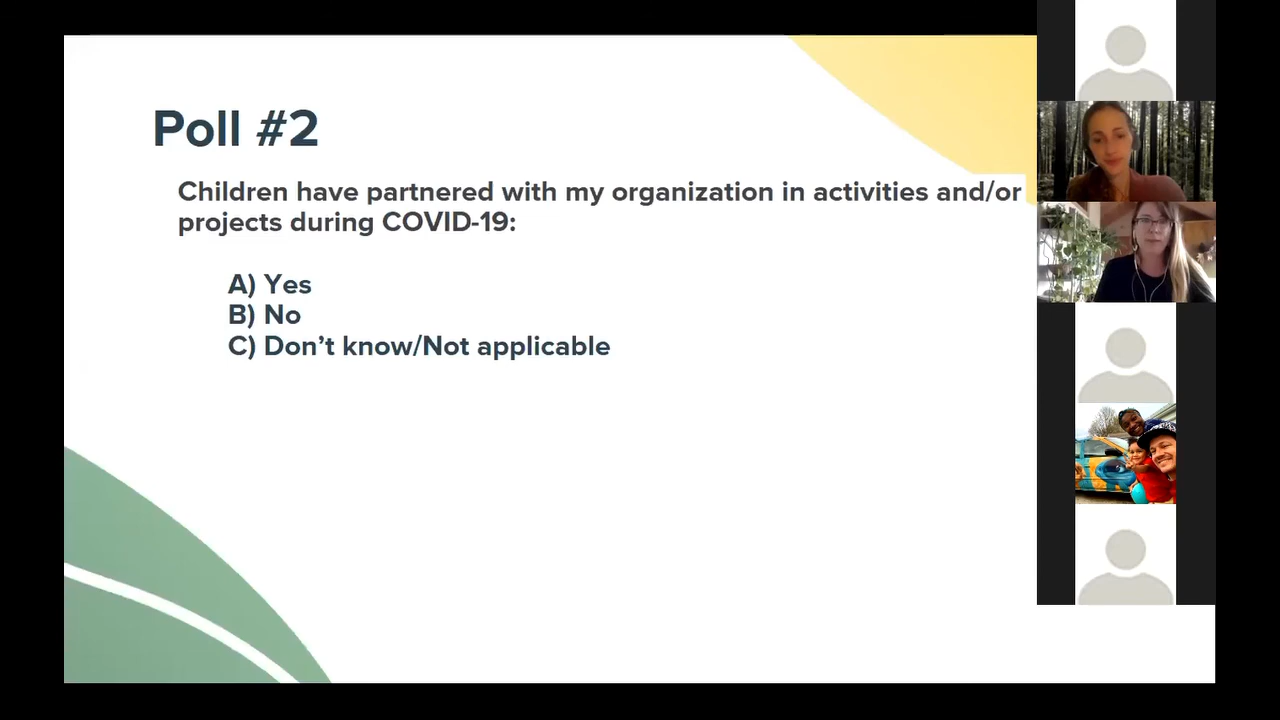 Poll #2
Children have partnered with my organization in activities and/or
projects during COVID-19:
A) Yes
B) No
C) Don’t know/Not applicable